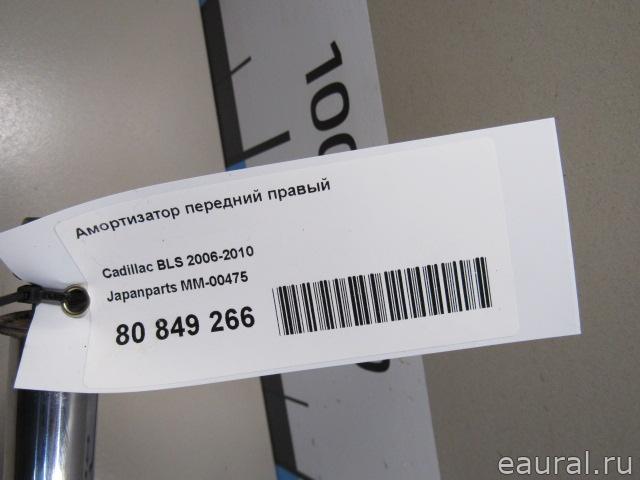 Амортизатор передний правый
Cadillac BLS 2006-2010
Japanparts MM-00475
80 849 266
eaural.ru